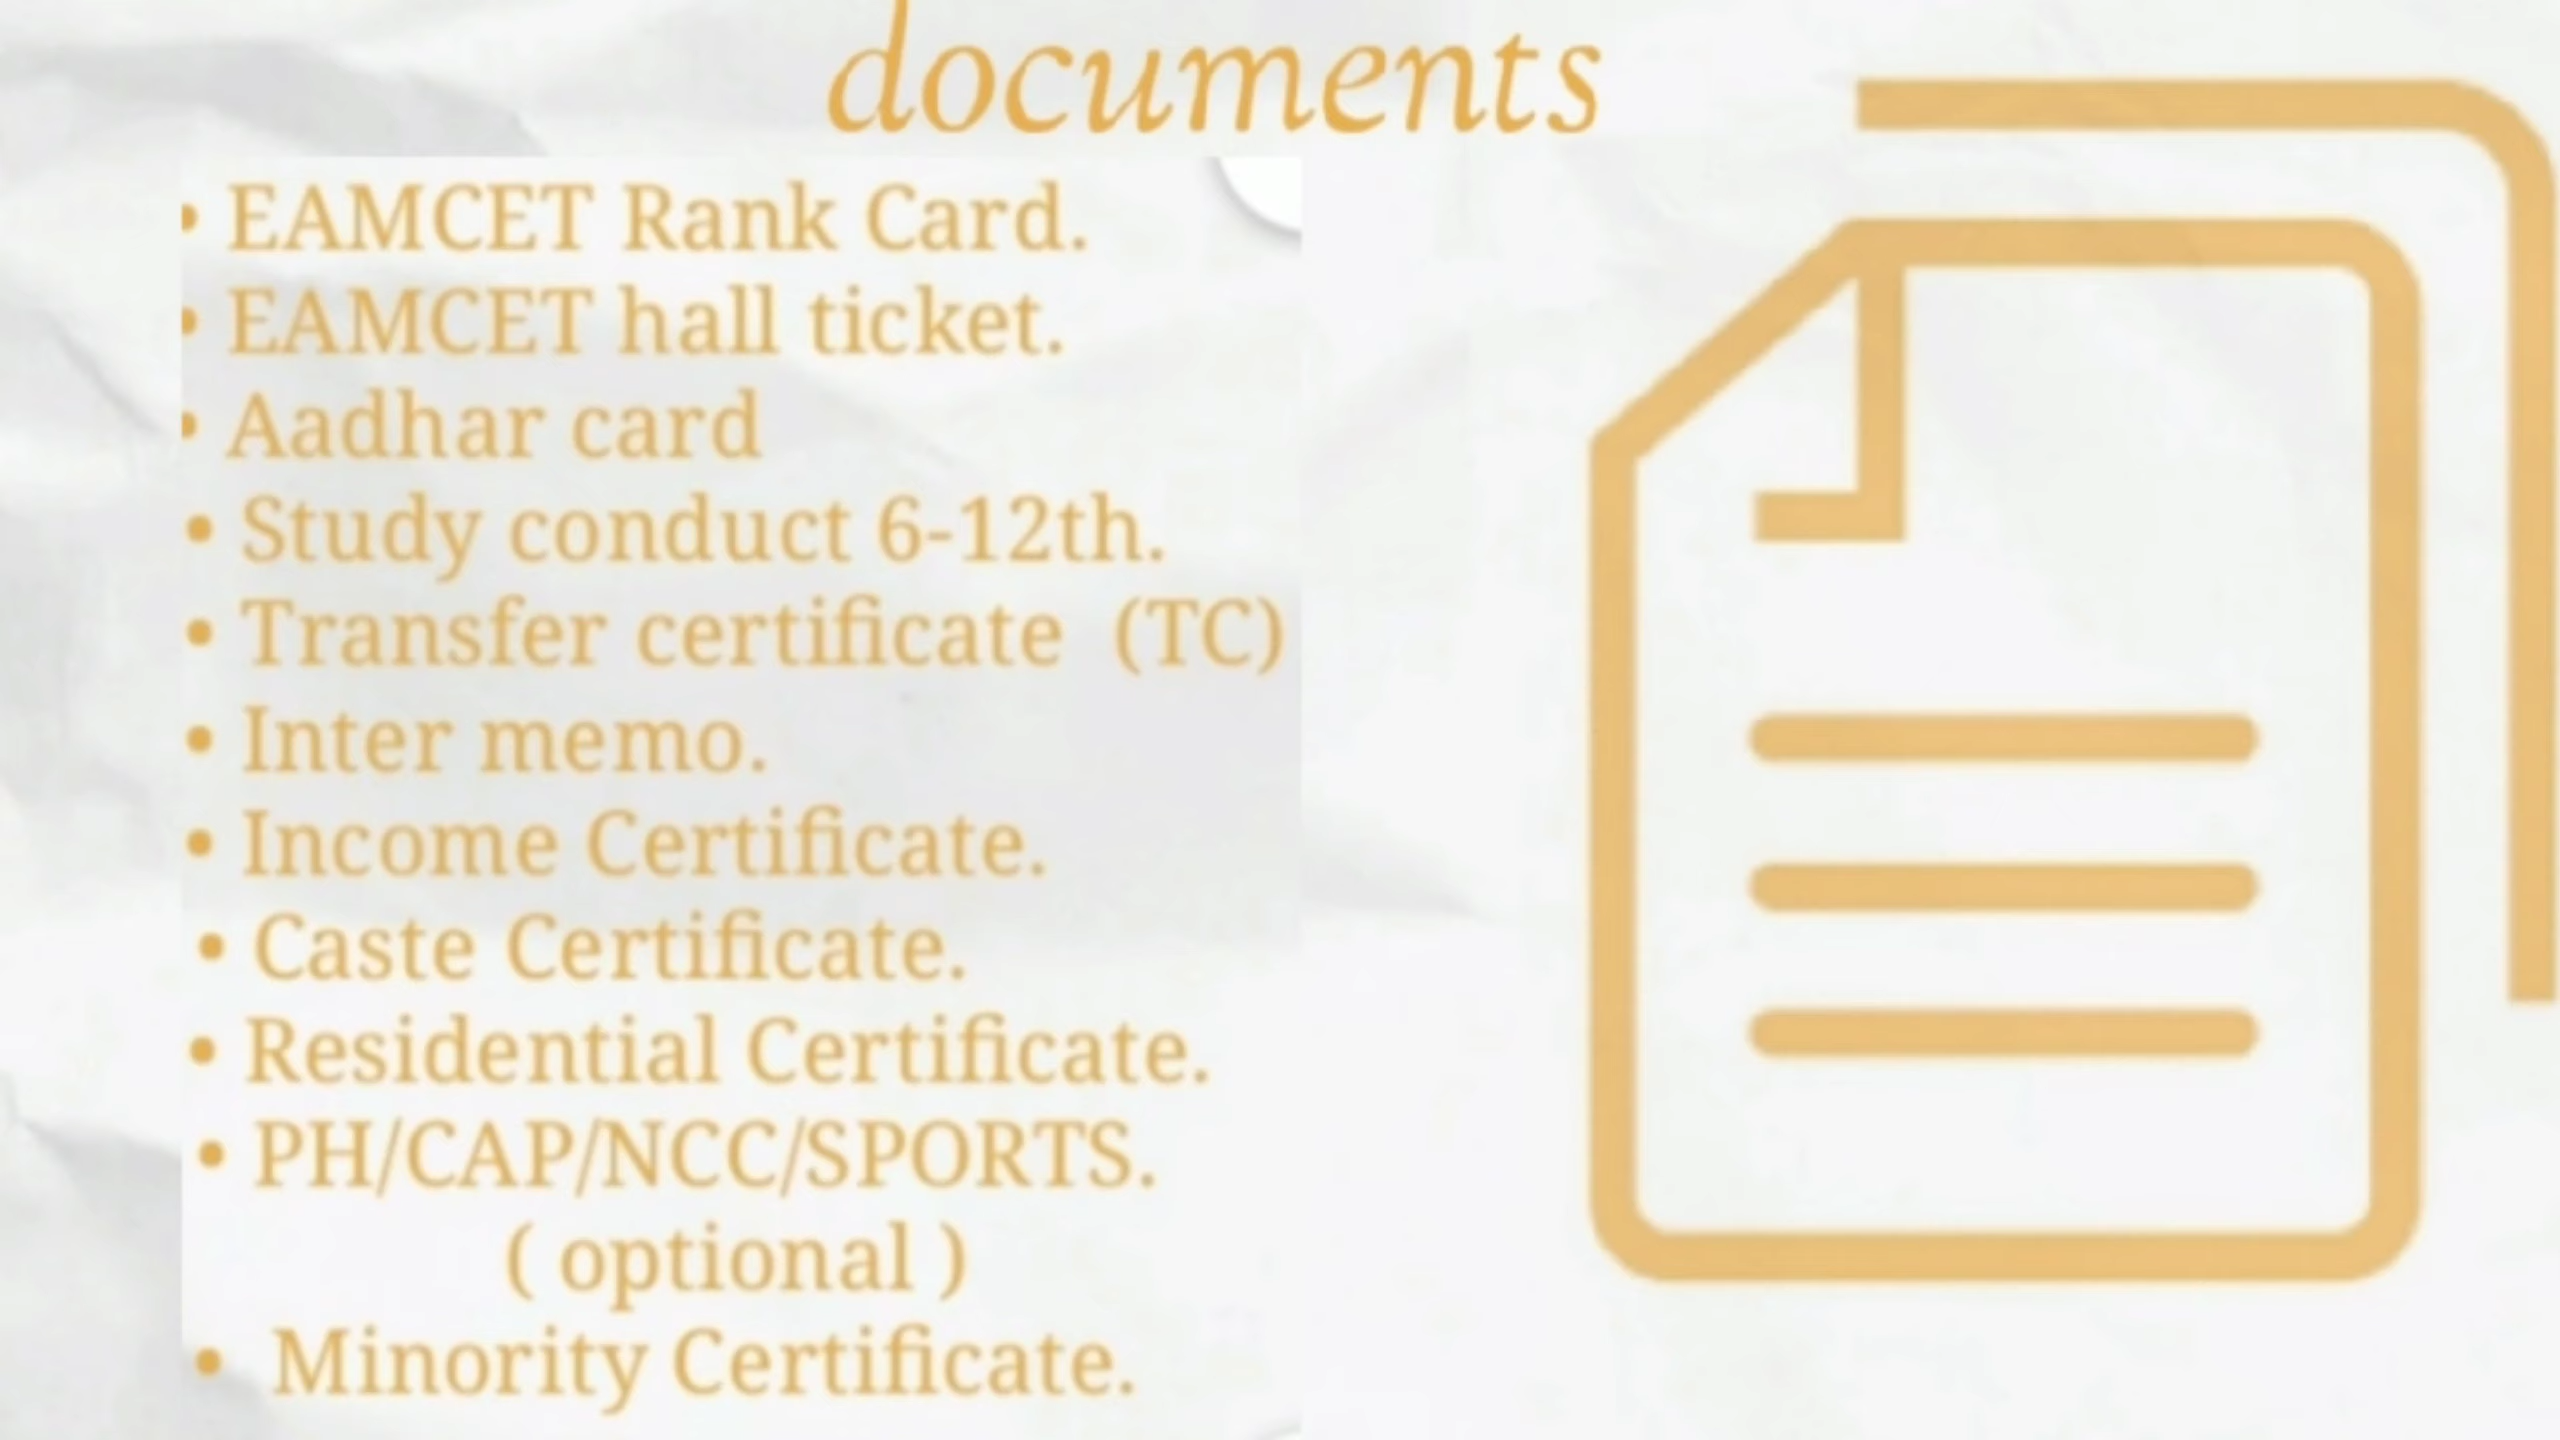 documents
• EAMCET Rank Card.
• EAMCET hall ticket.
• Aadhar card
• Study conduct 6-12th.
• Transfer certificate (TC)
• Inter memo.
• Income Certificate.
• Caste Certificate.
• Residential Certificate.
• PH/CAP/NCC/SPORTS.
( optional )
• Minority Certificate.